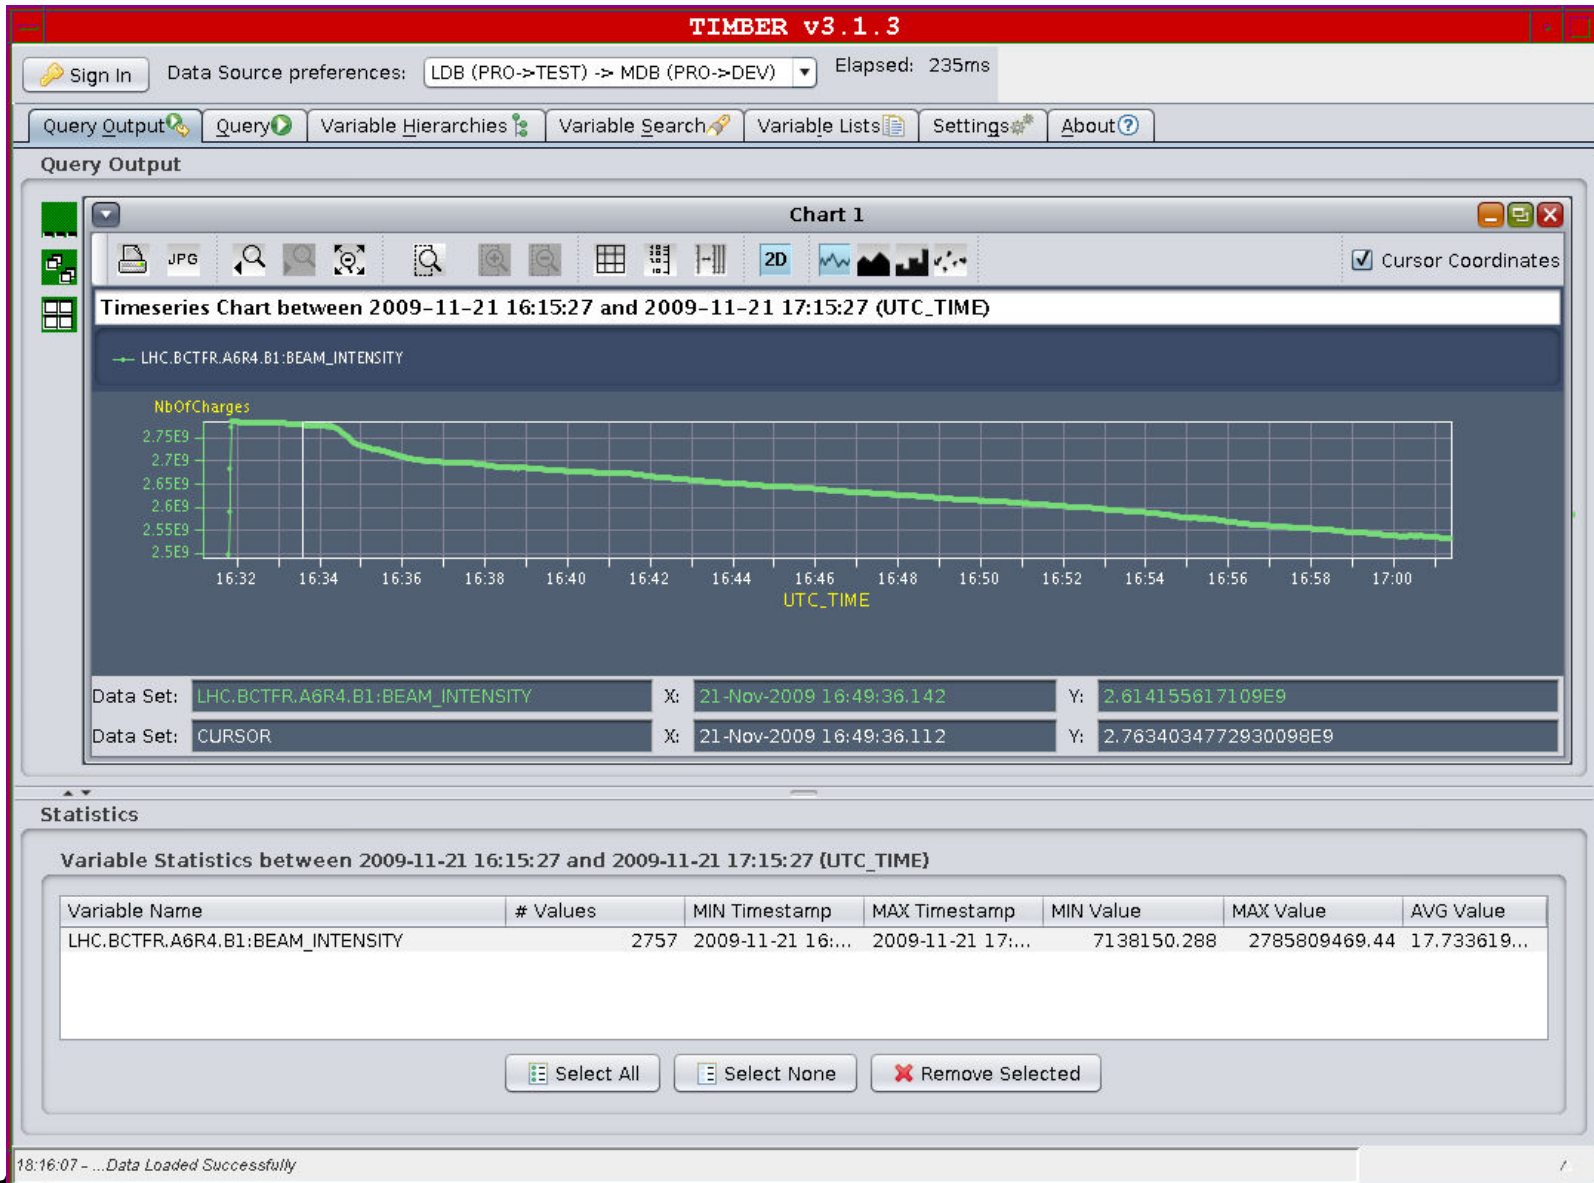 TIMBER v3.1.3
Sign In Data Source preferences: LDB (PRO->TEST) -> MDB (PRO->DEV) Elapsed: 235ms
Query Output Query Variable Hierarchies Variable Search Variable Lists Settings About
Query Output
Chart 1
JPG 2D Cursor Coordinates
Timeseries Chart between 2009-11-21 16:15:27 and 2009-11-21 17:15:27 (UTC_TIME)
LHC.BCTFR.A6R4.B1:BEAM_INTENSITY
NbOfCharges
2.75E9
2.7E9
2.65E9
2.6E9
2.55E9
2.5E9
16:32 16:34 16:36 16:38 16:40 16:42 16:44 16:46 16:48 16:50 16:52 16:54 16:56 16:58 17:00
UTC_TIME
Data Set: LHC.BCTFR.A6R4.B1:BEAM_INTENSITY X: 21-Nov-2009 16:49:36.142 Y: 2.614155617109E9
Data Set: CURSOR X: 21-Nov-2009 16:49:36.112 Y: 2.7634034772930098E9
Statistics
Variable Statistics between 2009-11-21 16:15:27 and 2009-11-21 17:15:27 (UTC_TIME)
Variable Name # Values MIN Timestamp MAX Timestamp MIN Value MAX Value AVG Value
LHC.BCTFR.A6R4.B1:BEAM_INTENSITY 2757 2009-11-21 16:... 2009-11-21 17:... 7138150.288 2785809469.44 17.733619...
Select All Select None Remove Selected
18:16:07 - ...Data Loaded Successfully